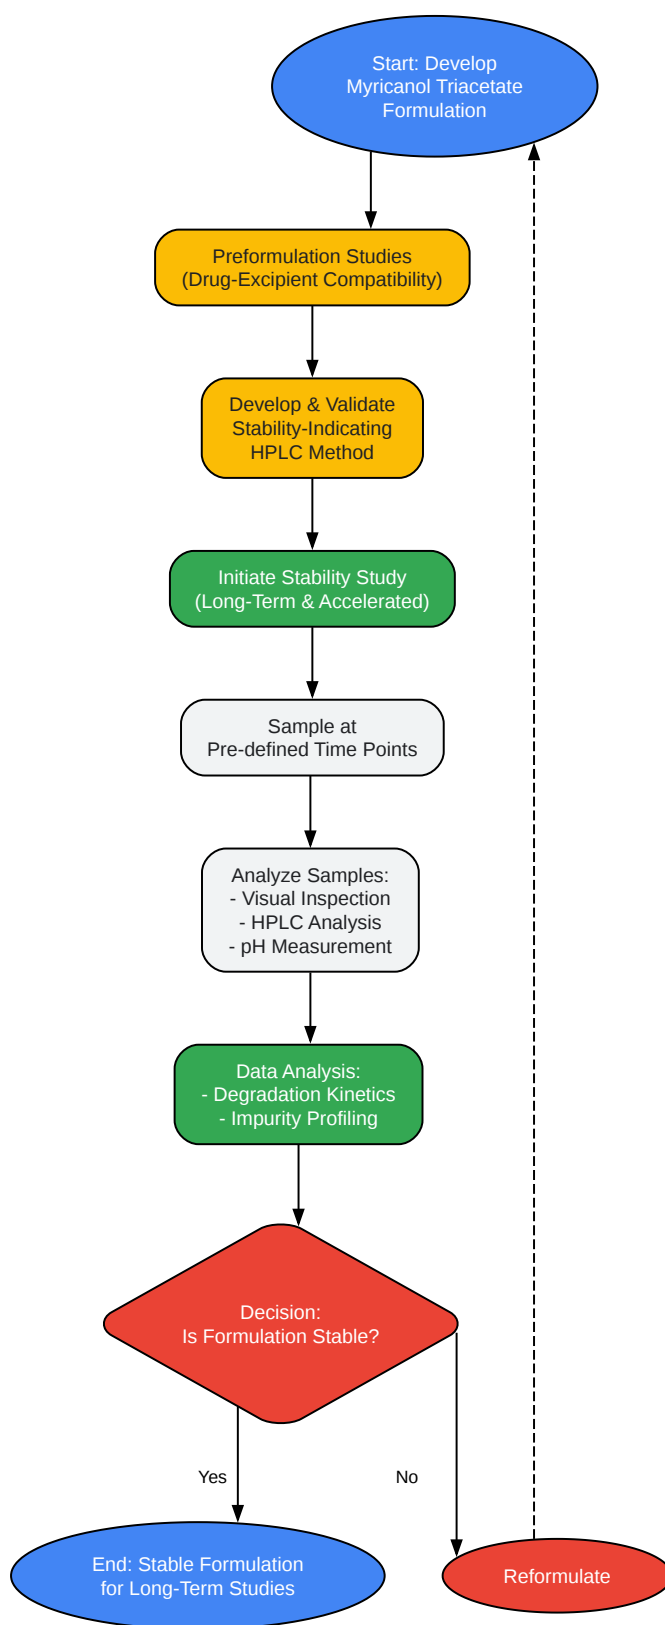 Start: Develop
Myricanol Triacetate
Formulation
Preformulation Studies
(Drug-Excipient Compatibility)
Develop & Validate
Stability-Indicating
HPLC Method
Initiate Stability Study
(Long-Term & Accelerated)
Sample at
Pre-defined Time Points
Analyze Samples:
- Visual Inspection
- HPLC Analysis
- pH Measurement
Data Analysis:
- Degradation Kinetics
- Impurity Profiling
Decision:
Is Formulation Stable?
Yes
No
End: Stable Formulation
for Long-Term Studies
Reformulate